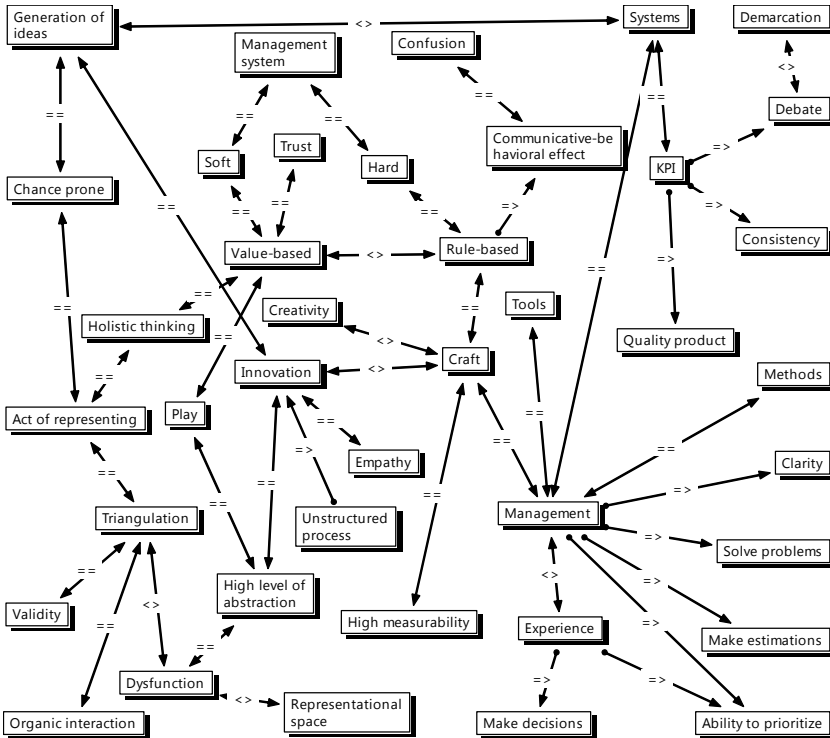 Generation of
ideas
<>
Systems
Demarcation
Management
system
Confusion
<>
==
==
==
==
==
Debate
Communicative-be
havioral effect
Trust
=>
Soft
Hard
KPI
Chance prone
==
==
==
=>
=>
Consistency
Value-based
<>
Rule-based
=>
==
==
Holistic thinking
Creativity
==
Tools
==
==
<>
Quality product
Innovation
<>
Craft
Methods
==
Act of representing
Play
==
==
==
=>
==
Empathy
Clarity
==
==
==
==
=>
Triangulation
Unstructured
process
Management
=>
Solve problems
==
<>
High level of
abstraction
<>
=>
Validity
==
High measurability
Experience
=>
Make estimations
==
Dysfunction
=>
=>
<>
Organic interaction
Representational
space
Make decisions
Ability to prioritize